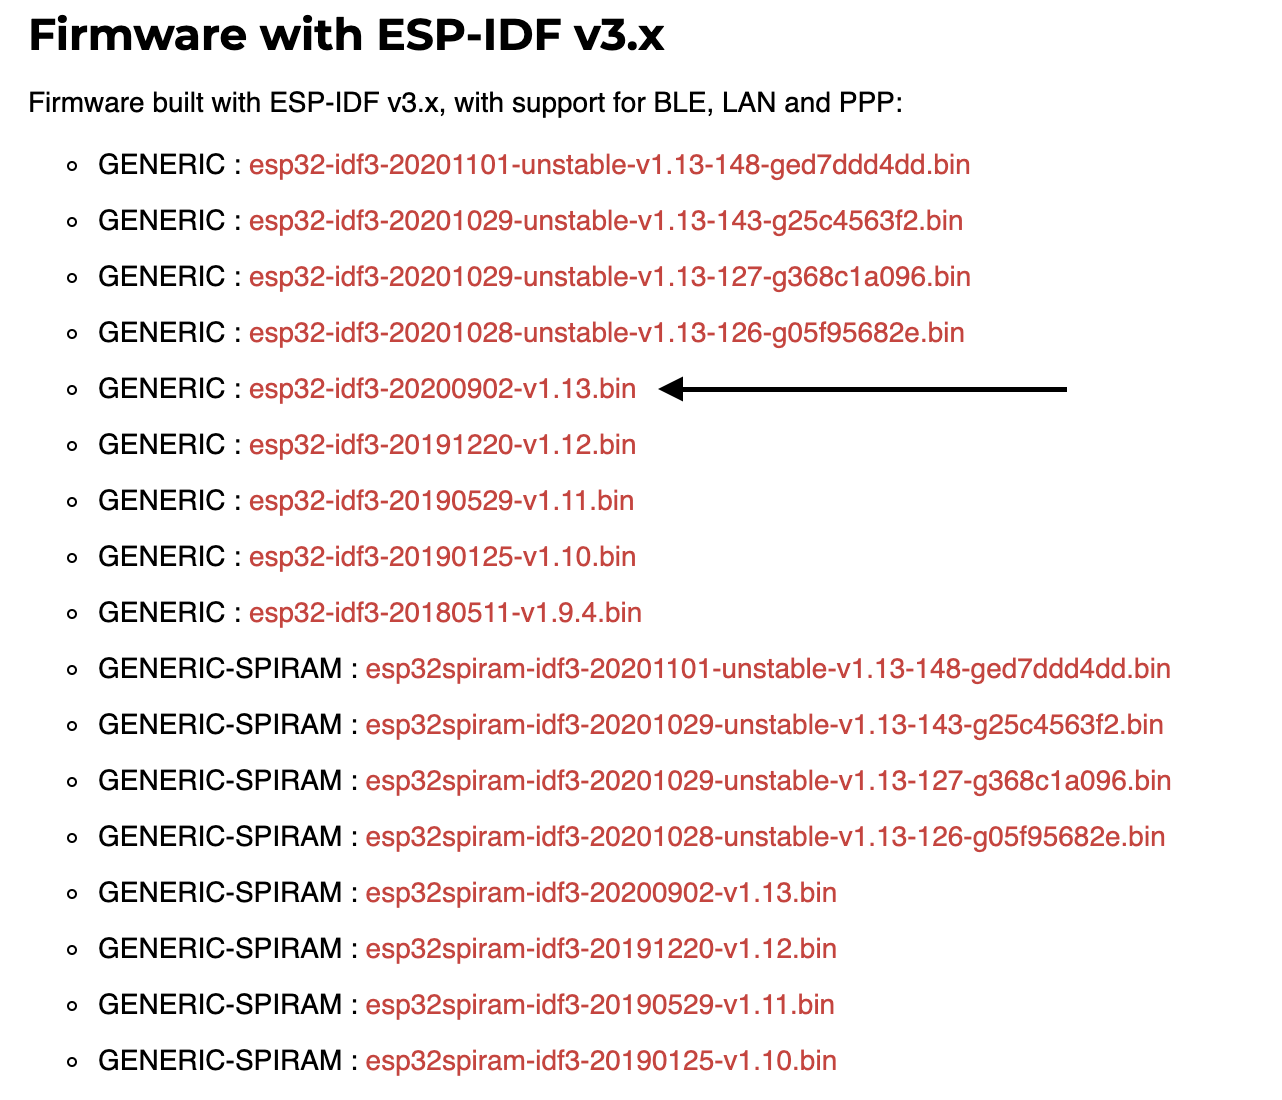 Firmware with ESP-IDF v3.x
Firmware built with ESP-IDF v3.x, with support for BLE, LAN and PPP:
GENERIC : esp32-idf3-20201101-unstable-v1.13-148-ged7ddd4dd.bin
GENERIC : esp32-idf3-20201029-unstable-v1.13-143-g25c4563f2.bin
GENERIC : esp32-idf3-20201029-unstable-v1.13-127-g368c1a096.bin
GENERIC : esp32-idf3-20201028-unstable-v1.13-126-g05f95682e.bin
GENERIC : esp32-idf3-20200902-v1.13.bin
GENERIC : esp32-idf3-20191220-v1.12.bin
GENERIC : esp32-idf3-20190529-v1.11.bin
GENERIC : esp32-idf3-20190125-v1.10.bin
GENERIC : esp32-idf3-20180511-v1.9.4.bin
GENERIC-SPIRAM : esp32spiram-idf3-20201101-unstable-v1.13-148-ged7ddd4dd.bin
GENERIC-SPIRAM : esp32spiram-idf3-20201029-unstable-v1.13-143-g25c4563f2.bin
GENERIC-SPIRAM : esp32spiram-idf3-20201029-unstable-v1.13-127-g368c1a096.bin
GENERIC-SPIRAM : esp32spiram-idf3-20201028-unstable-v1.13-126-g05f95682e.bin
GENERIC-SPIRAM : esp32spiram-idf3-20200902-v1.13.bin
GENERIC-SPIRAM : esp32spiram-idf3-20191220-v1.12.bin
GENERIC-SPIRAM : esp32spiram-idf3-20190529-v1.11.bin
GENERIC-SPIRAM : esp32spiram-idf3-20190125-v1.10.bin